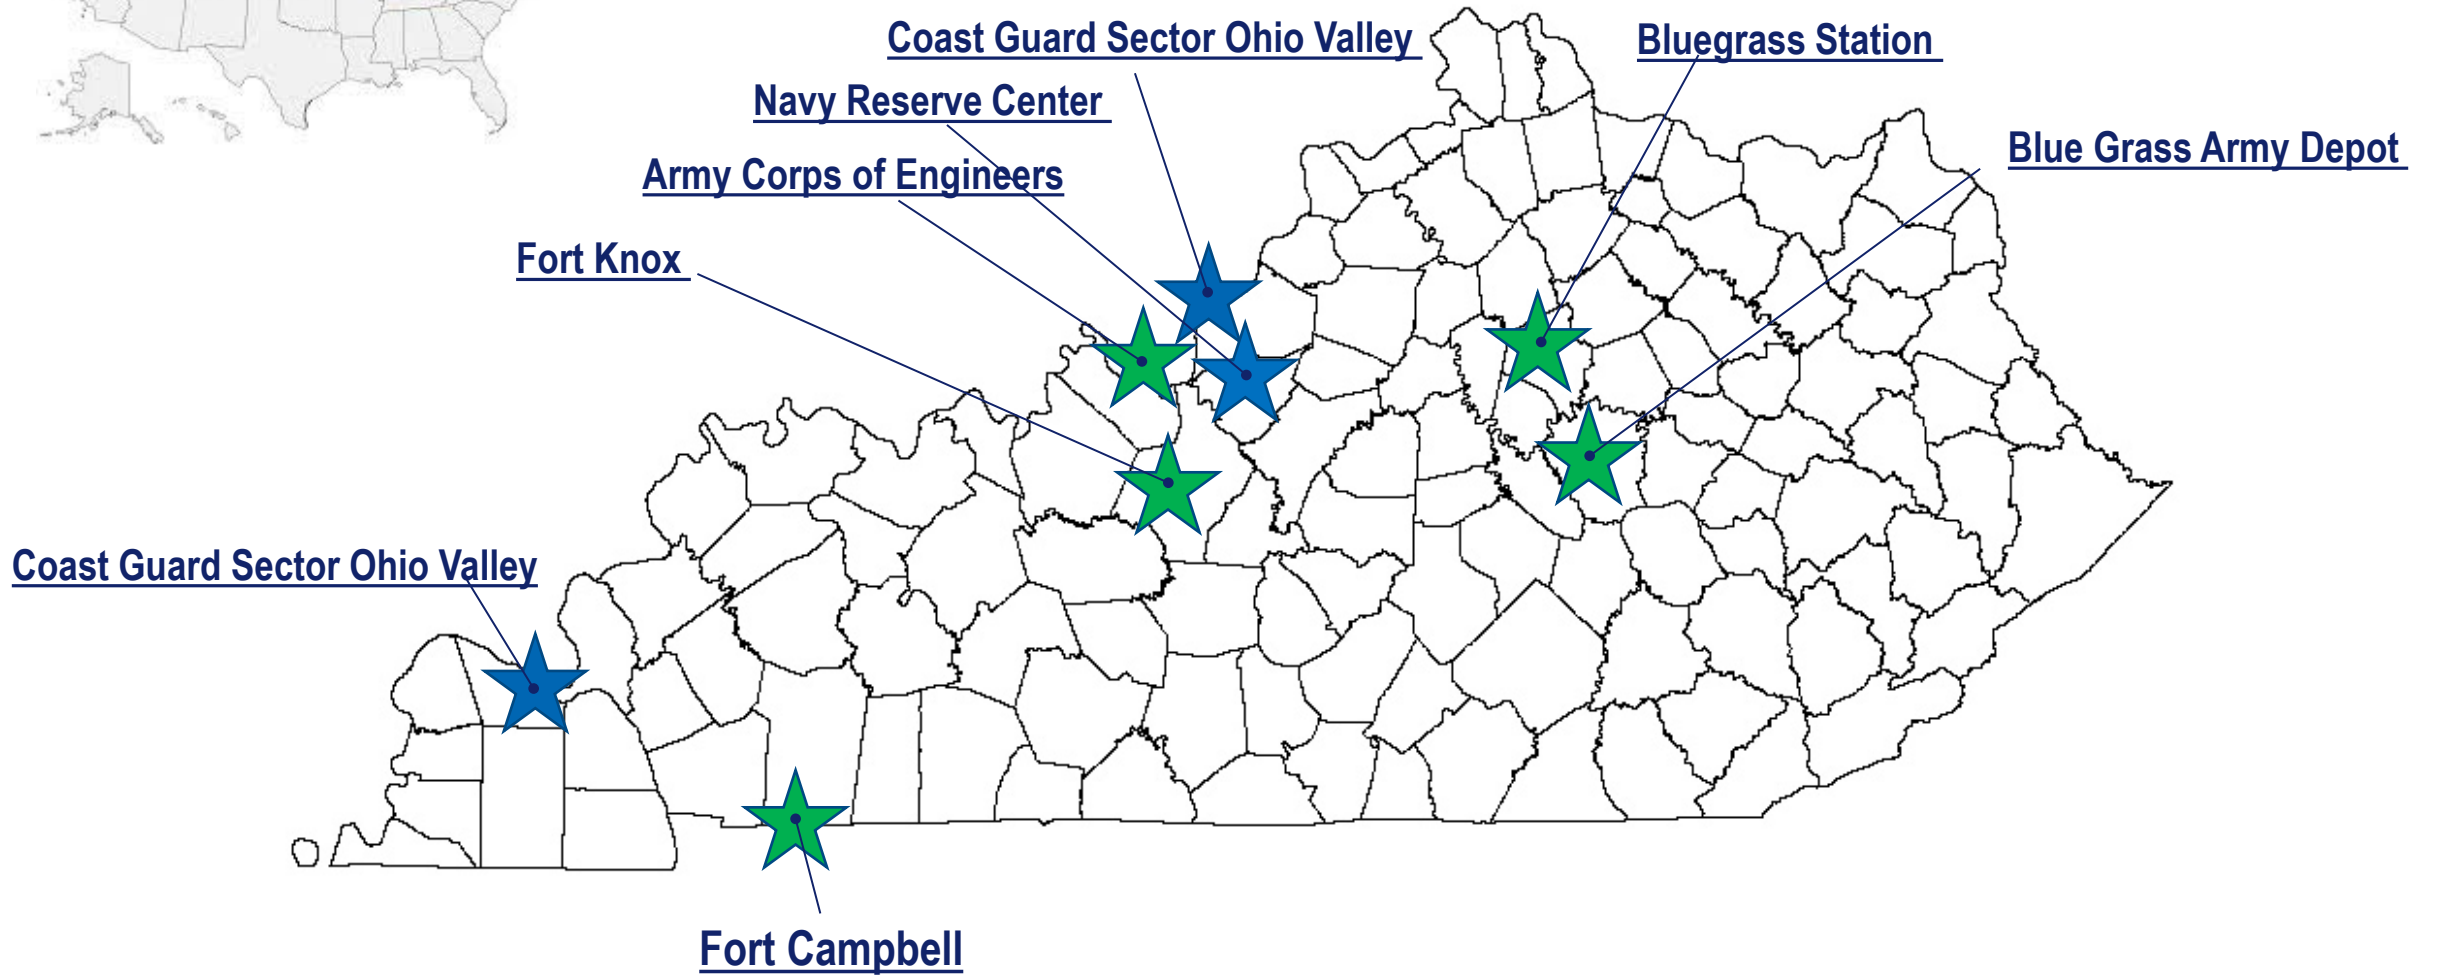 Coast Guard Sector Ohio Valley
Bluegrass Station
Navy Reserve Center
Blue Grass Army Depot
Army Corps of Engineers
Fort Knox
Coast Guard Sector Ohio Valley
Fort Campbell